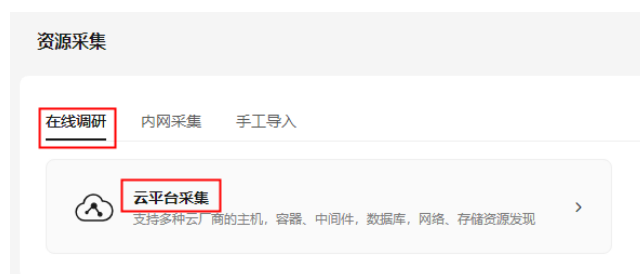 资源采集
在线调研 内网采集 手工导入
云平台采集
支持多种云厂商的主机，容器、中间件，数据库，网络、存储资源发现